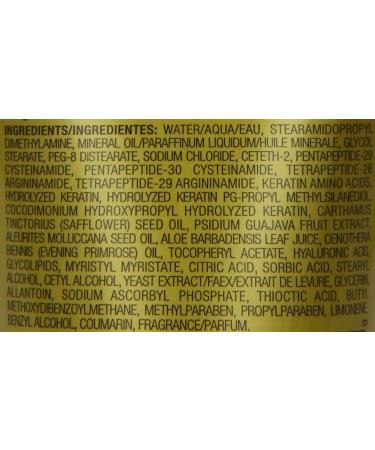 INGREDIENTS/INGREDIENTES: WATER/AQUA/EAU, STEARAMIDOPROPYL
DIMETHYLAMINE, MINERAL OIL/PARAFFINUM LIQUIDUM/HUILE MINERALE, GLYCOL
STEARATE, PEG-8 DISTEARATE, SODIUM CHLORIDE, CETETH-2, PENTAPEPTIDE-29
CYSTEINAMIDE, PENTAPEPTIDE-30 CYSTEINAMIDE, TETRAPEPTIDE-28
ARGININAMIDE, TETRAPEPTIDE-29 ARGININAMIDE, KERATIN AMINO ACIDS,
HYDROLYZED KERATIN, HYDROLYZED KERATIN PG-PROPYL METHYLSILANEDIOL,
COCODIMONIUM HYDROXYPROPYL HYDROLYZED KERATIN, CARTHAMUS
TINCTORIUS (SAFFLOWER) SEED OIL, PSIDIUM GUAJAVA FRUIT EXTRACT,
ALEURITES MOLUCCANA SEED OIL, ALOE BARBADENSIS LEAF JUICE, OENOTHERA
BIENNIS (EVENING PRIMROSE) OIL, TOCOPHERYL ACETATE, HYALURONIC ACID,
GLYCOLIPIDS, MYRISTYL MYRISTATE, CITRIC ACID, SORBIC ACID, STEARYL
ALCOHOL, CETYL ALCOHOL, YEAST EXTRACT/FAEX/EXTRAIT DE LEVURE, GLYCERIN,
ALLANTOIN, SODIUM ASCORBYL PHOSPHATE, THIOCTIC ACID, BUTYL
METHOXYDIBENZOYLMETHANE, METHYLPARABEN, PROPYLPARABEN, LIMONENE,
BENZYL ALCOHOL, COUMARIN, FRAGRANCE/PARFUM.